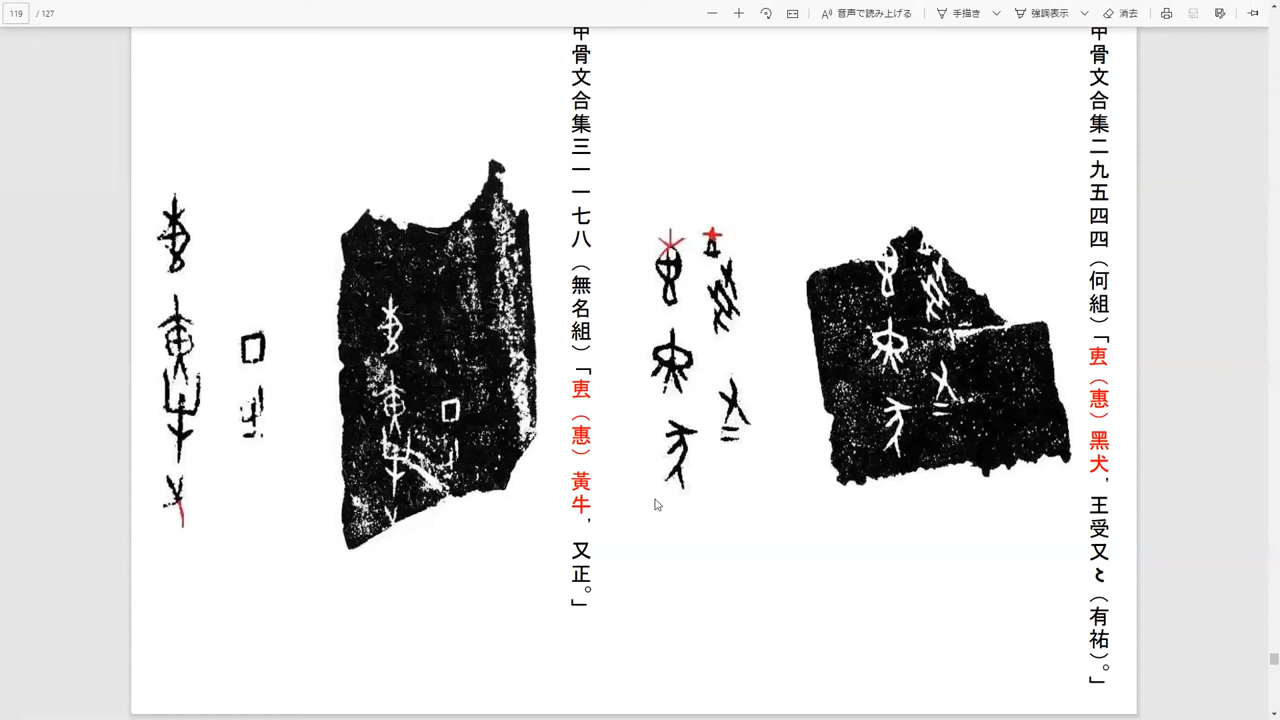 119 / 127
音声で読み上げる
手描き
強調表示
消去
甲骨文合集二九五四四（何組）「叀（惠）黑犬，王受又〻（有祐）。」
甲骨文合集三一一七八（無名組）「叀（惠）黃牛，又正。」